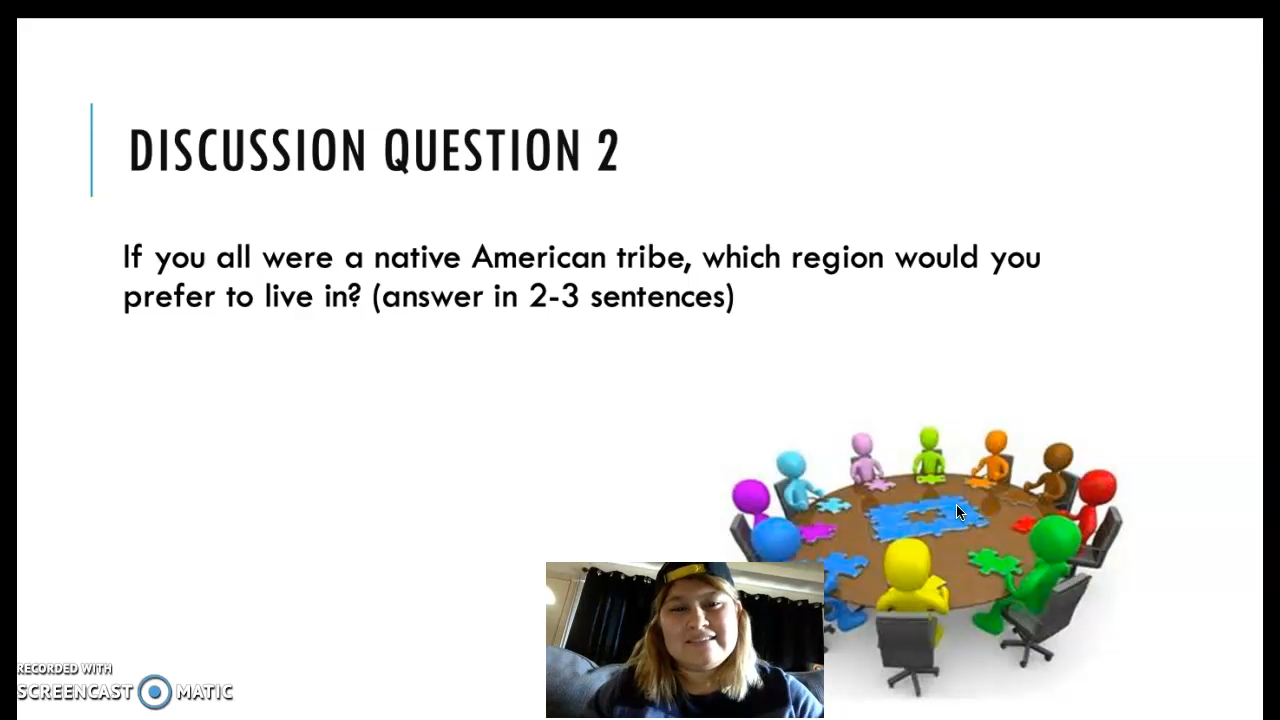 DISCUSSION QUESTION 2
If you all were a native American tribe, which region would you
prefer to live in? (answer in 2-3 sentences)
RECORDED WITH
SCREENCAST MATIC